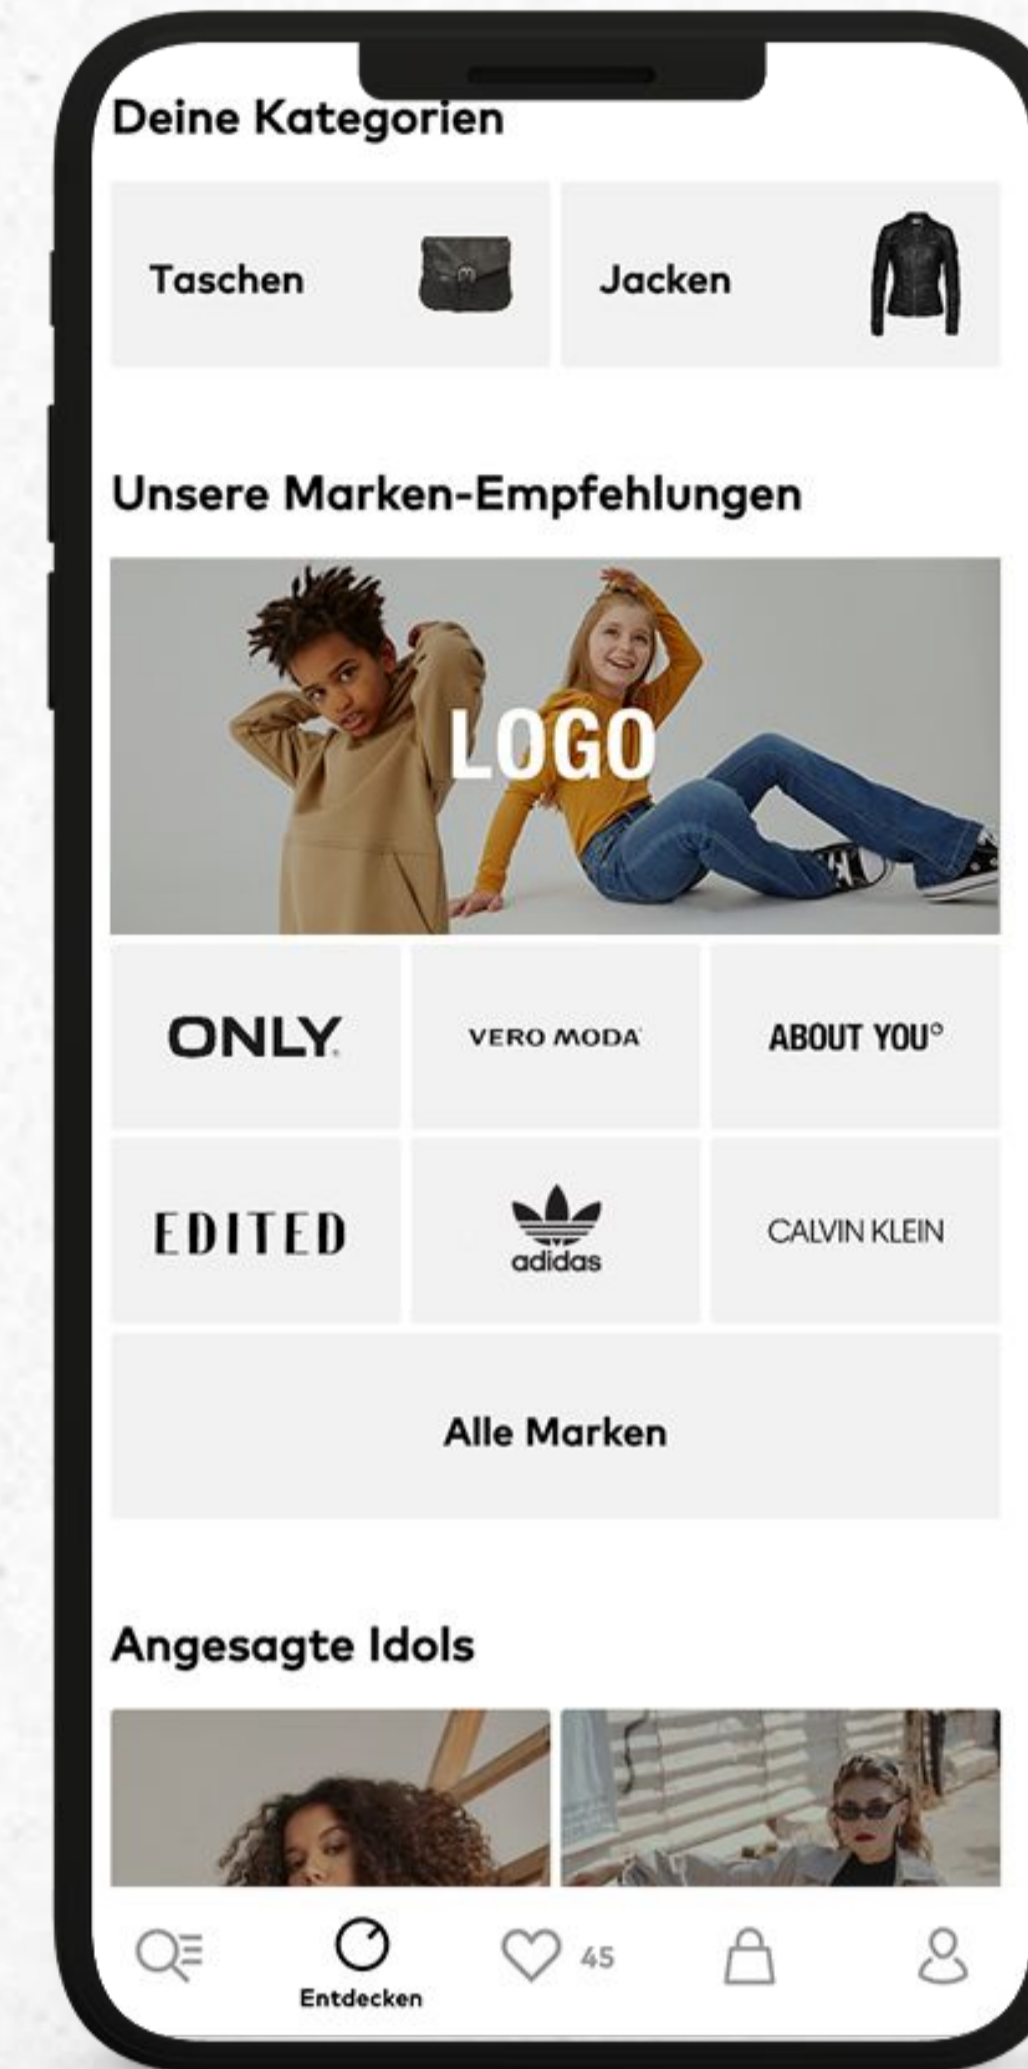 Deine Kategorien
Taschen
Jacken
Unsere Marken-Empfehlungen
LOGO
ONLY.
VERO MODA
ABOUT YOU°
EDITED
adidas
CALVIN KLEIN
Alle Marken
Angesagte Idols
45
Entdecken